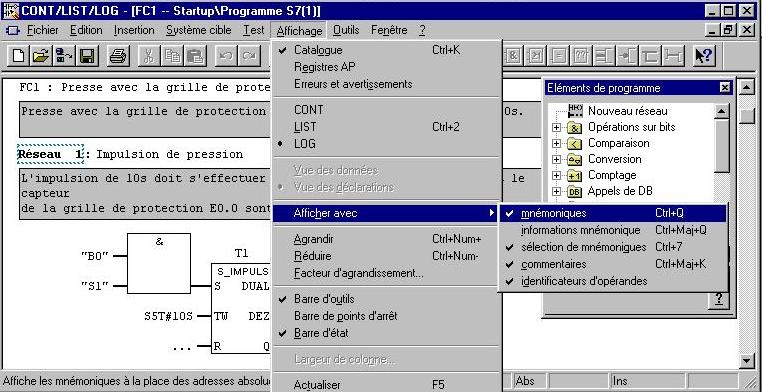 CONT/LIST/LOG - [FC1 -- Startup\Programme S7(1)]
Fichier Edition Insertion Système cible Test Affichage Outils Fenêtre ?
Catalogue Ctrl+K
Registres AP
Erreurs et avertissements
CONT
LIST Ctrl+2
LOG
Vue des données
Vue des déclarations
Afficher avec
Agrandir Ctrl+Num+
Réduire Ctrl+Num-
Facteur d'agrandissement...
Barre d'outils
Barre de points d'arrêt
Barre d'état
Largeur de colonne...
Actualiser F5
mnémoniques Ctrl+Q
informations mnémonique Ctrl+Maj+Q
sélection de mnémoniques Ctrl+7
commentaires Ctrl+Maj+K
identificateurs d'opérandes
FC1 : Presse avec la grille de prote
Presse avec la grille de protection 0s.
Réseau 1 : Impulsion de pression
L'impulsion de 10s doit s'effectuer le
capteur
de la grille de protection E0.0 sont
&
"B0"
"S1"
T1
S_IMPULS
S DUAL
S5T#10S TW DEZ
... R Q
Eléments de programme
Nouveau réseau
Opérations sur bits
Comparaison
Conversion
Comptage
Appels de DB
Affiche les mnémoniques à la place des adresses absolu
Abs Ins